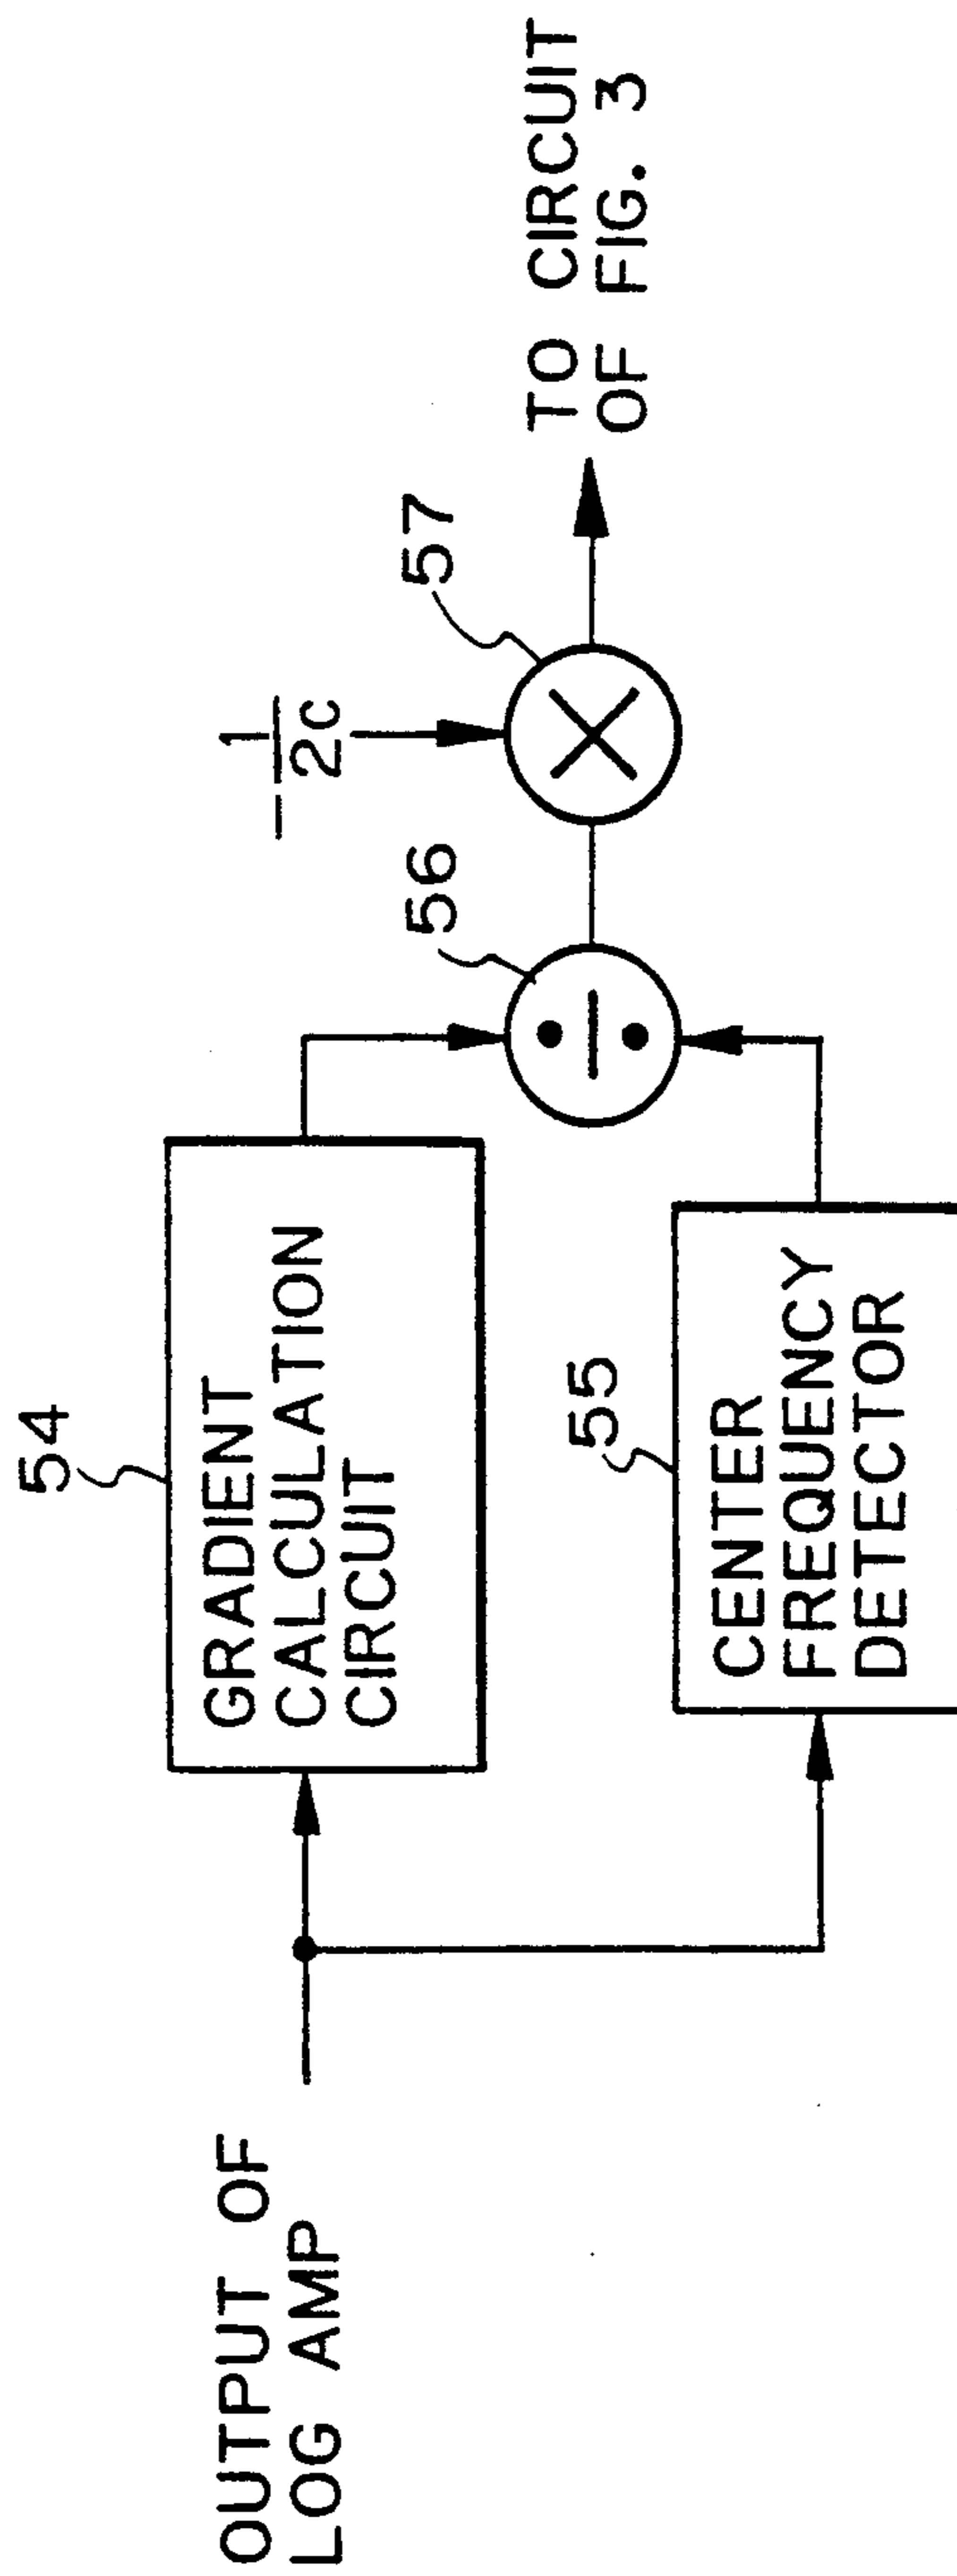 OUTPUT OF
LOG AMP
54
GRADIENT
CALCULATION
CIRCUIT
55
CENTER
FREQUENCY
DETECTOR
56
÷
- 1
2c
57
×
TO CIRCUIT
OF FIG. 3